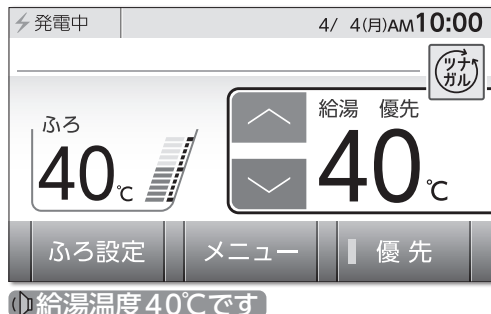 発電中 4/ 4(月)AM10:00
ツナ
ガル
ふろ 給湯 優先
40℃ 40℃
ふろ設定 メニュー 優先
給湯温度40℃です